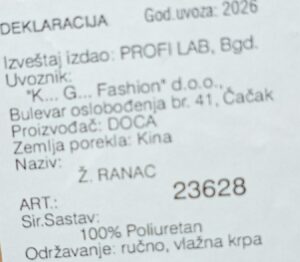 DEKLARACIJA God.uvoza: 2026
Izveštaj izdao: PROFI LAB, Bgd.
Uvoznik:
"K... G... Fashion" d.o.o.,
Bulevar oslobođenja br. 41, Čačak
Proizvođač: DOCA
Zemlja porekla: Kina
Naziv:
Ž. RANAC
ART.: 23628
Sir.Sastav:
100% Poliuretan
Održavanje: ručno, vlažna krpa